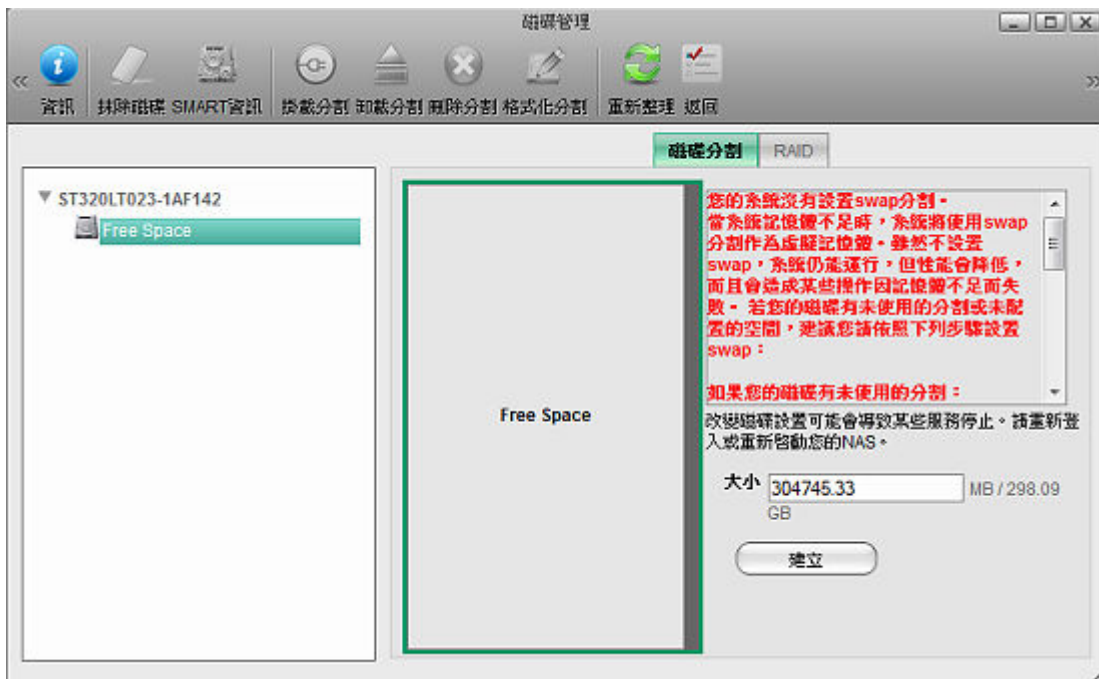 磁碟管理
資訊 抹除磁碟 SMART資訊 掛載分割 卸載分割 刪除分割 格式化分割 重新整理 返回
磁碟分割 RAID
ST320LT023-1AF142
Free Space
Free Space
您的系統沒有設置swap分割。
當系統記憶體不足時，系統將使用swap
分割作為虛擬記憶體。雖然不設置
swap，系統仍能運行，但性能會降低，
而且會造成某些操作因記憶體不足而失
敗。 若您的磁碟有未使用的分割或未配
置的空間，建議您請依照下列步驟設置
swap：
如果您的磁碟有未使用的分割：
改變磁碟設置可能會導致某些服務停止。請重新登
入或重新啟動您的NAS。
大小 304745.33 MB / 298.09
GB
建立